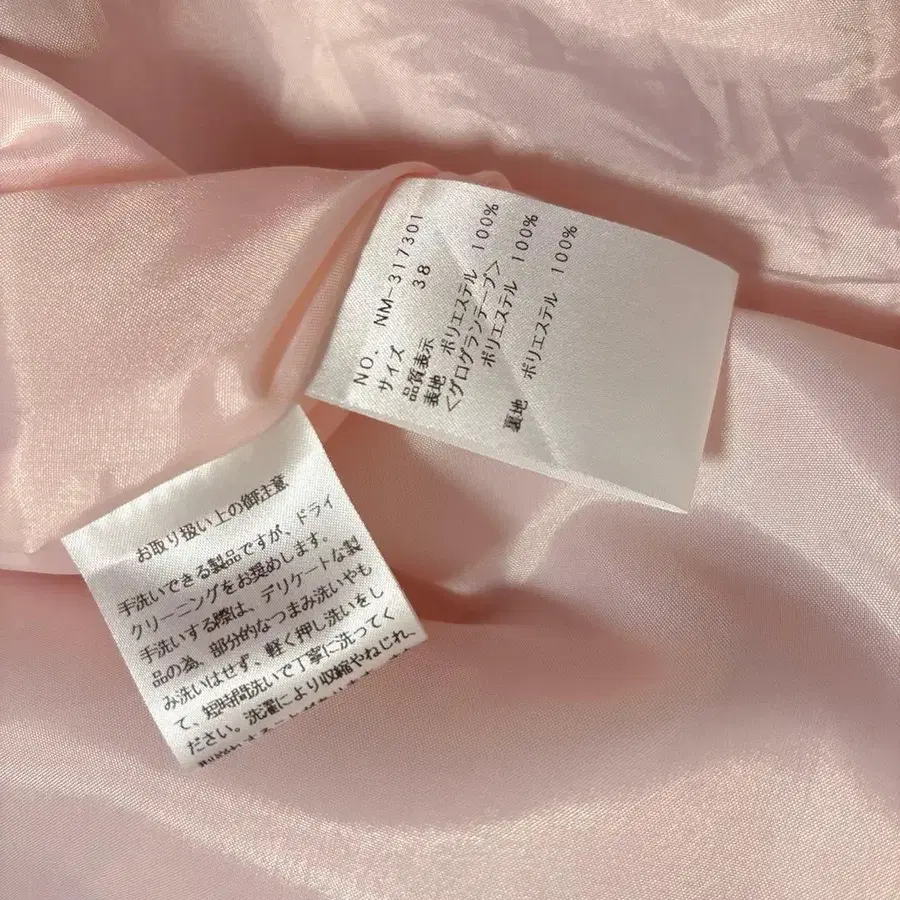 NO. NM-317301
サイズ 38
品質表示
表地 ポリエステル 100%
<グログランテープ>
ポリエステル 100%
裏地 ポリエステル 100%
お取り扱い上の御注意
手洗いできる製品ですが、ドライ
クリーニングをお奨めします。
手洗いする際は、デリケートな製
品の為、部分的なつまみ洗いやも
み洗いはせず、軽く押し洗いをし
て、短時間洗いで丁寧に洗ってく
ださい。洗濯により収縮やねじれ、